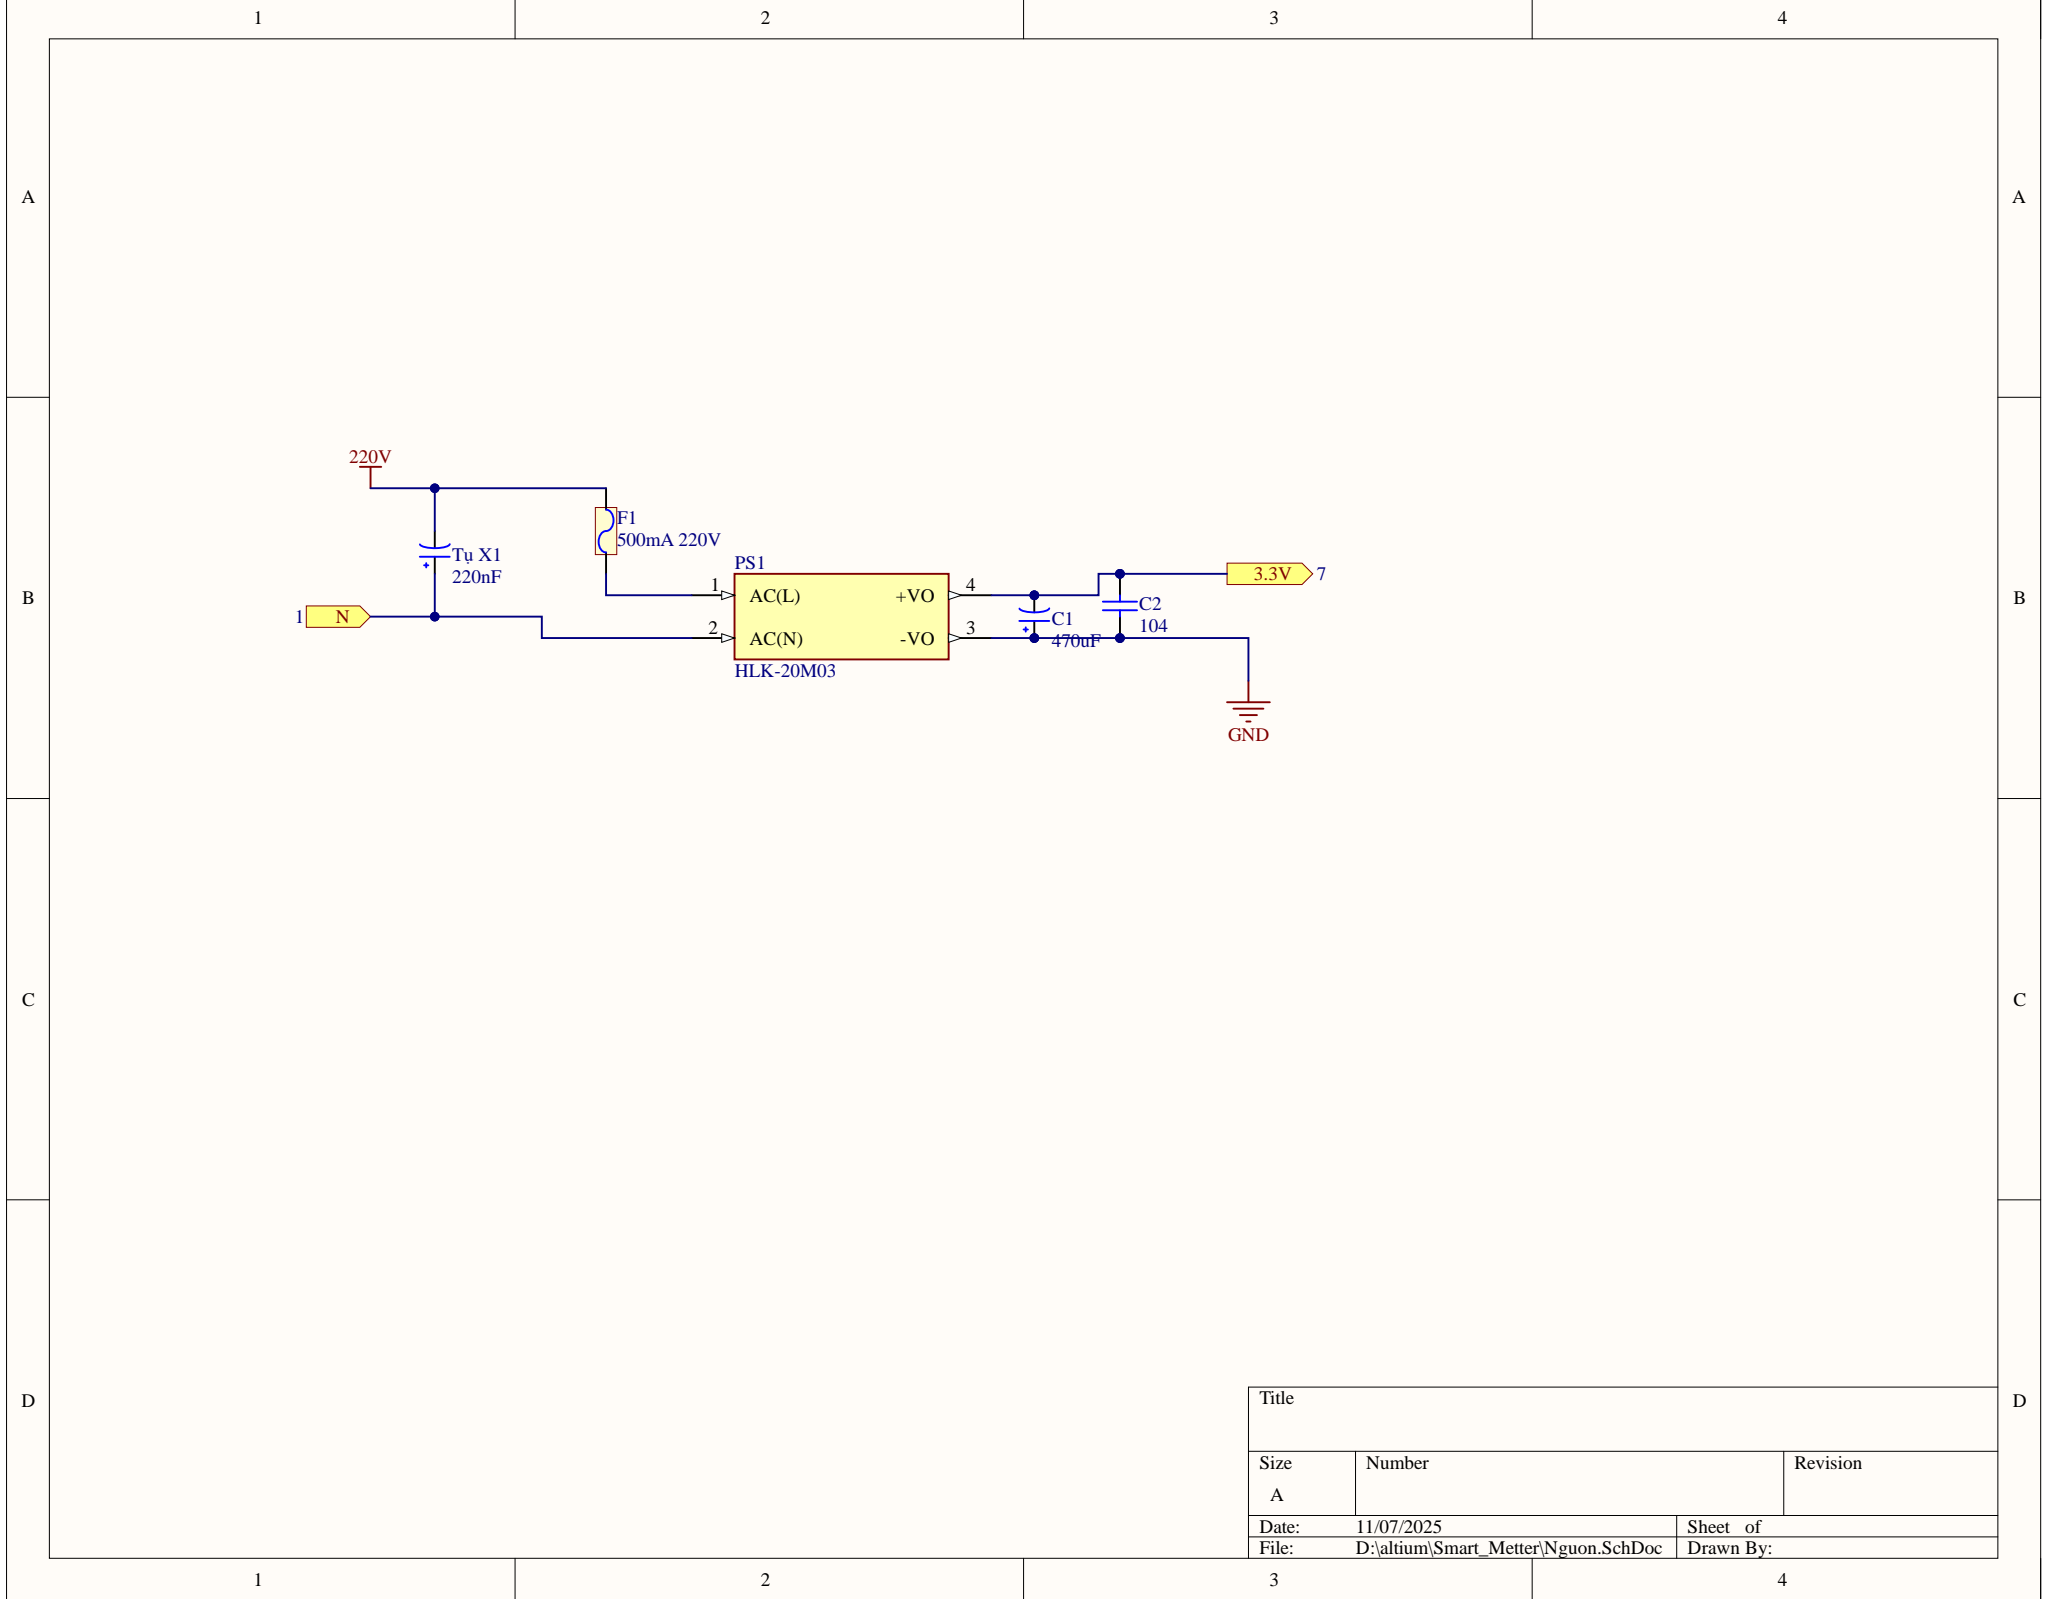 1 2 3 4
A A
220V
F1
500mA 220V
Tụ X1
220nF
PS1
1 AC(L) +VO 4
3.3V 7
B B
1 N
C1
470uF
C2
104
2 AC(N) -VO 3
HLK-20M03
GND
C C
D D
Title
Size Number Revision
A
Date: 11/07/2025 Sheet of
File: D:\altium\Smart_Metter\Nguon.SchDoc Drawn By:
1 2 3 4